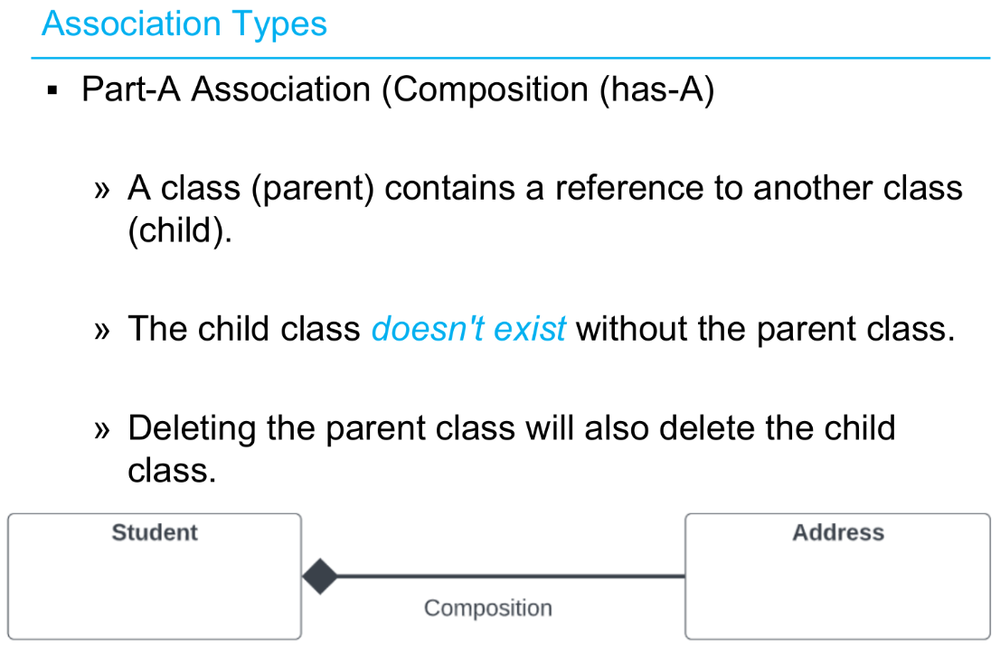 Association Types
▪ Part-A Association (Composition (has-A)
» A class (parent) contains a reference to another class
(child).
» The child class doesn't exist without the parent class.
» Deleting the parent class will also delete the child
class.
Student
Address
Composition